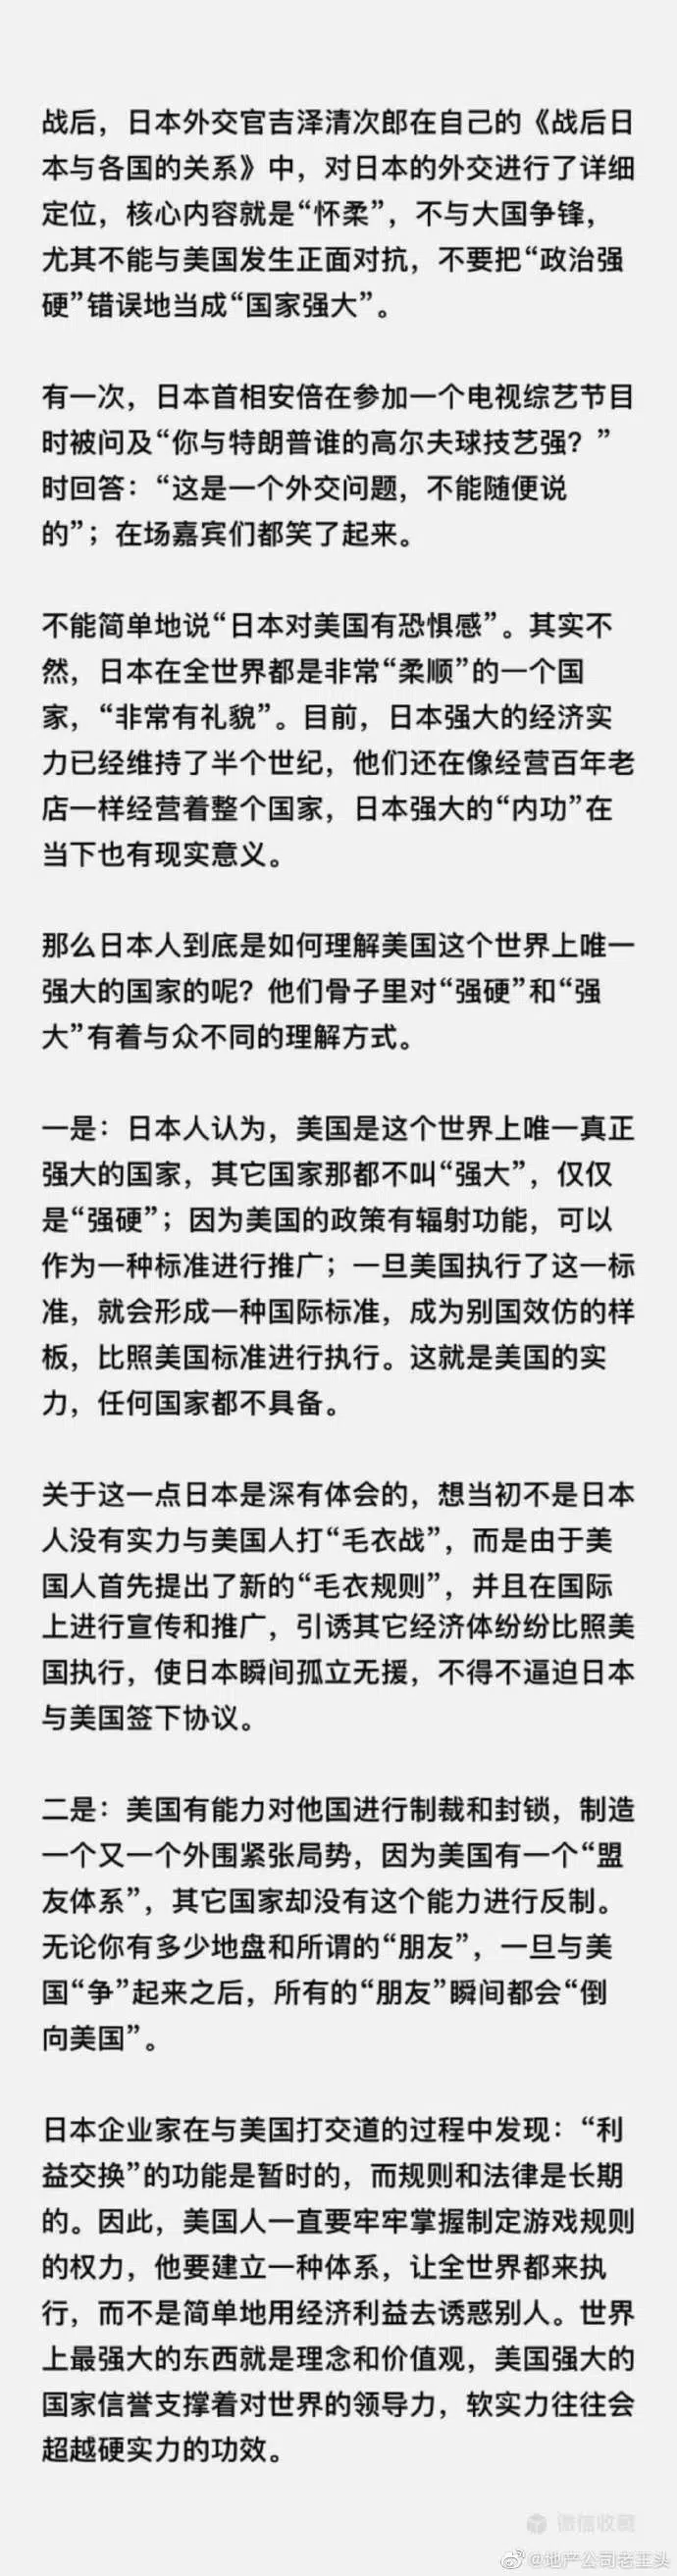 战后，日本外交官吉泽清次郎在自己的《战后日
本与各国的关系》中，对日本的外交进行了详细
定位，核心内容就是“怀柔”，不与大国争锋，
尤其不能与美国发生正面对抗，不要把“政治强
硬”错误地当成“国家强大”。
有一次，日本首相安倍在参加一个电视综艺节目
时被问及“你与特朗普谁的高尔夫球技艺强？”
时回答：“这是一个外交问题，不能随便说
的”；在场嘉宾们都笑了起来。
不能简单地说“日本对美国有恐惧感”。其实不
然，日本在全世界都是非常“柔顺”的一个国
家，“非常有礼貌”。目前，日本强大的经济实
力已经维持了半个世纪，他们还在像经营百年老
店一样经营着整个国家，日本强大的“内功”在
当下也有现实意义。
那么日本人到底是如何理解美国这个世界上唯一
强大的国家的呢？他们骨子里对“强硬”和“强
大”有着与众不同的理解方式。
一是：日本人认为，美国是这个世界上唯一真正
强大的国家，其它国家那都不叫“强大”，仅仅
是“强硬”；因为美国的政策有辐射功能，可以
作为一种标准进行推广；一旦美国执行了这一标
准，就会形成一种国际标准，成为别国效仿的样
板，比照美国标准进行执行。这就是美国的实
力，任何国家都不具备。
关于这一点日本是深有体会的，想当初不是日本
人没有实力与美国人打“毛衣战”，而是由于美
国人首先提出了新的“毛衣规则”，并且在国际
上进行宣传和推广，引诱其它经济体纷纷比照美
国执行，使日本瞬间孤立无援，不得不逼迫日本
与美国签下协议。
二是：美国有能力对他国进行制裁和封锁，制造
一个又一个外围紧张局势，因为美国有一个“盟
友体系”，其它国家却没有这个能力进行反制。
无论你有多少地盘和所谓的“朋友”，一旦与美
国“争”起来之后，所有的“朋友”瞬间都会“倒
向美国”。
日本企业家在与美国打交道的过程中发现：“利
益交换”的功能是暂时的，而规则和法律是长期
的。因此，美国人一直要牢牢掌握制定游戏规则
的权力，他要建立一种体系，让全世界都来执
行，而不是简单地用经济利益去诱惑别人。世界
上最强大的东西就是理念和价值观，美国强大的
国家信誉支撑着对世界的领导力，软实力往往会
超越硬实力的功效。
微信收藏
@地产公司老王头